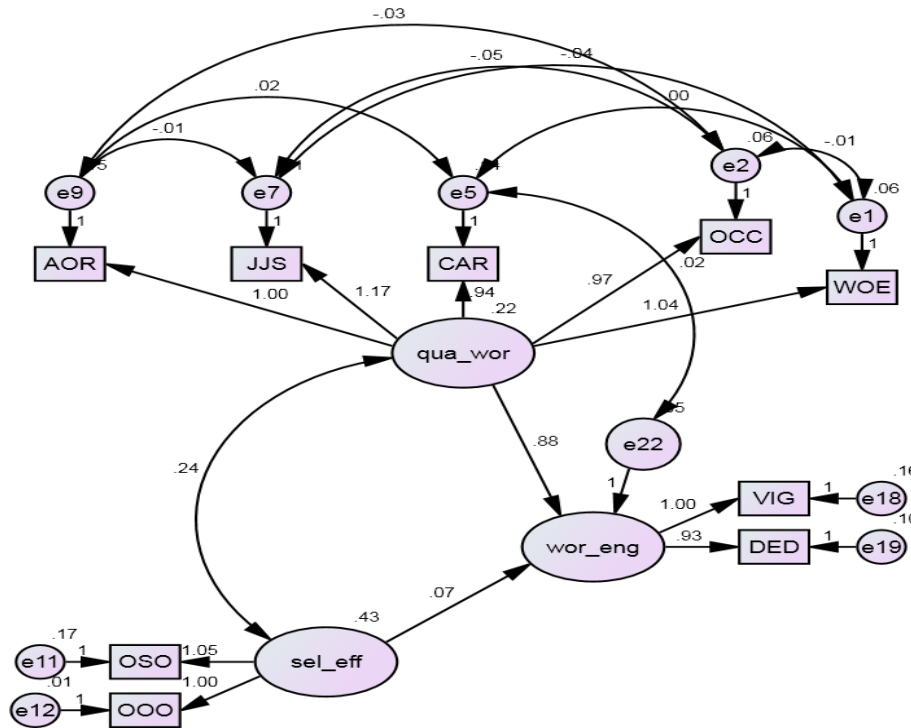 -.03
-.05
-.04
.02
.00
-.01
.06
-.01
e2
e9
e7
e5
.06
e1
1
1
1
1
1
OCC
AOR
JJS
CAR
.02
WOE
1.00
1.17
.94
.97
1.04
.22
qua_wor
.24
.88
e22
1
1.00
VIG
1
e18
wor_eng
.93
DED
1
e19
.07
.43
.17
e11
1
OSO
1.05
sel_eff
.01
e12
1
OOO
1.00